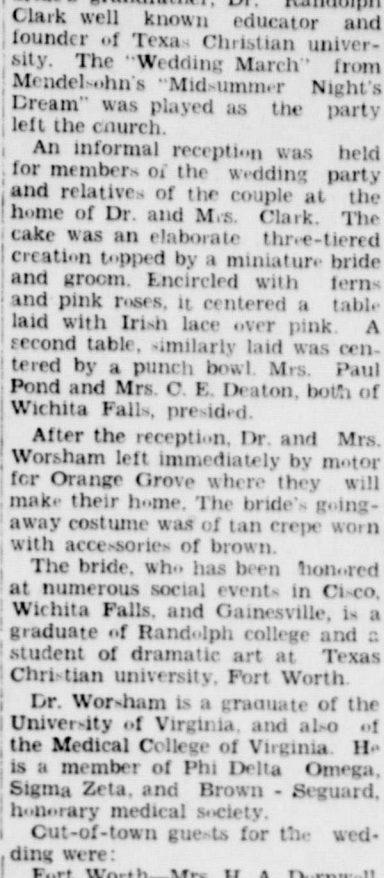 grandfather, Dr. Randolph
Clark well known educator and
founder of Texas Christian univer-
sity. The "Wedding March" from
Mendelsohn's "Midsummer Night's
Dream" was played as the party
left the church.
An informal reception was held
for members of the wedding party
and relatives of the couple at the
home of Dr. and Mrs. Clark. The
cake was an elaborate three-tiered
creation topped by a miniature bride
and groom. Encircled with ferns
and pink roses, it centered a table
laid with Irish lace over pink. A
second table, similarly laid was cen-
tered by a punch bowl. Mrs. Paul
Pond and Mrs. C. E. Deaton, both of
Wichita Falls, presided.
After the reception, Dr. and Mrs.
Worsham left immediately by motor
for Orange Grove where they will
make their home. The bride's going-
away costume was of tan crepe worn
with accessories of brown.
The bride, who has been honored
at numerous social events in Cisco,
Wichita Falls, and Gainesville, is a
graduate of Randolph college and a
student of dramatic art at Texas
Christian university, Fort Worth.
Dr. Worsham is a graduate of the
University of Virginia, and also of
the Medical College of Virginia. He
is a member of Phi Delta Omega,
Sigma Zeta, and Brown - Seguard,
honorary medical society.
Out-of-town guests for the wed-
ding were:
Fort Worth—Mrs. H. A.